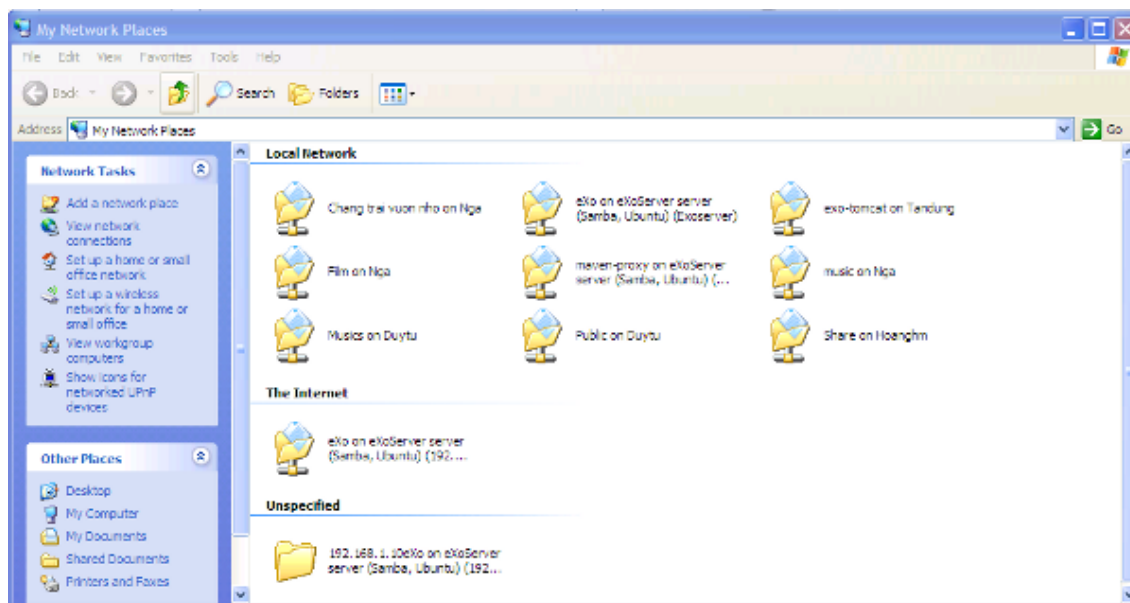 My Network Places
File Edit View Favorites Tools Help
Back Search Folders
Address My Network Places Go
Network Tasks
Add a network place
View network
connections
Set up a home or small
office network
Set up a wireless
network for a home or
small office
View workgroup
computers
Show icons for
networked UPnP
devices
Other Places
Desktop
My Computer
My Documents
Shared Documents
Printers and Faxes
Local Network
Chang trai vuon nho on Nga
eXo on eXoServer server
(Samba, Ubuntu) (Exoserver)
exo-tomcat on Tandung
Film on Nga
maven-proxy on eXoServer
server (Samba, Ubuntu) (...
music on Nga
Musics on Duytu
Public on Duytu
Share on Hoanghm
The Internet
eXo on eXoServer server
(Samba, Ubuntu) (192....
Unspecified
192.168.1.10eXo on eXoServer
server (Samba, Ubuntu) (192...